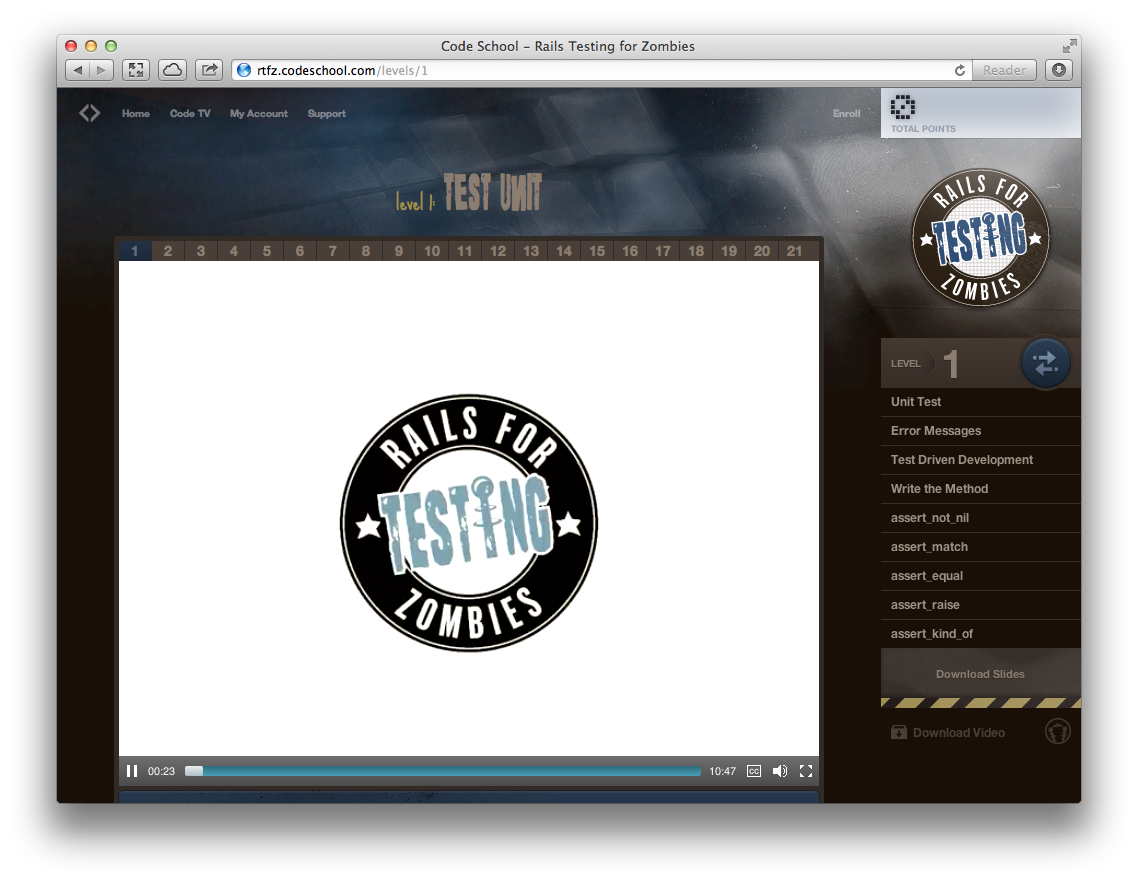 Code School – Rails Testing for Zombies
rtfz.codeschool.com/levels/1
Reader
Home Code TV My Account Support Enroll
0
TOTAL POINTS
level 1: TEST UNIT
RAILS FOR
TESTING
ZOMBIES
1 2 3 4 5 6 7 8 9 10 11 12 13 14 15 16 17 18 19 20 21
RAILS FOR
TESTING
ZOMBIES
LEVEL 1
Unit Test
Error Messages
Test Driven Development
Write the Method
assert_not_nil
assert_match
assert_equal
assert_raise
assert_kind_of
Download Slides
Download Video
00:23 10:47 CC